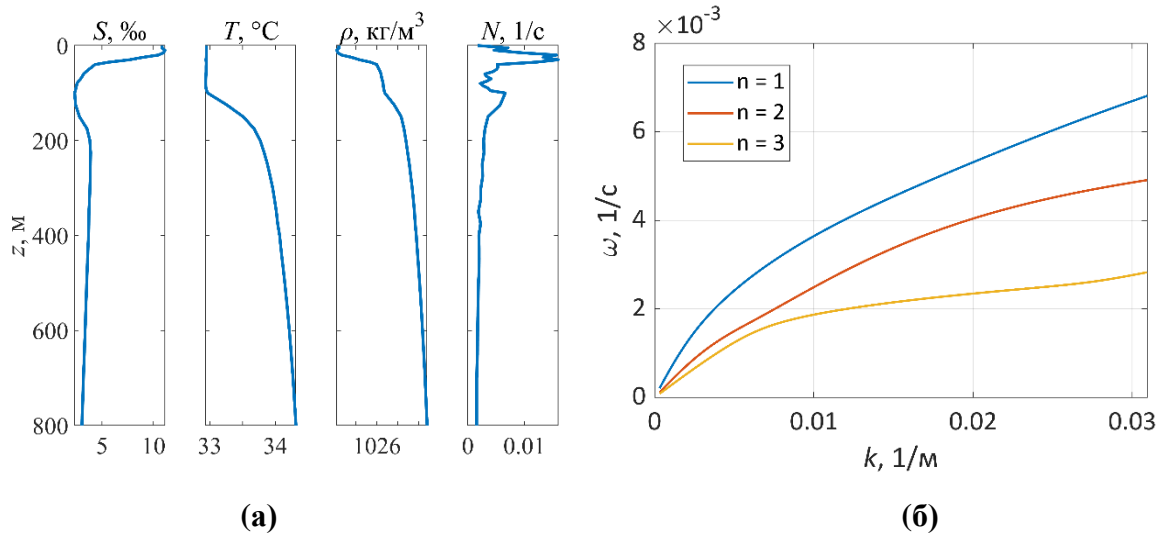 S, ‰ T, °C ρ, кг/м³ N, 1/с
0
200
400
600
800
z, м
5 10 33 34 1026 0 0.01
(а)
×10⁻³
8
6
4
2
0
ω, 1/с
n = 1
n = 2
n = 3
0 0.01 0.02 0.03
k, 1/м
(б)